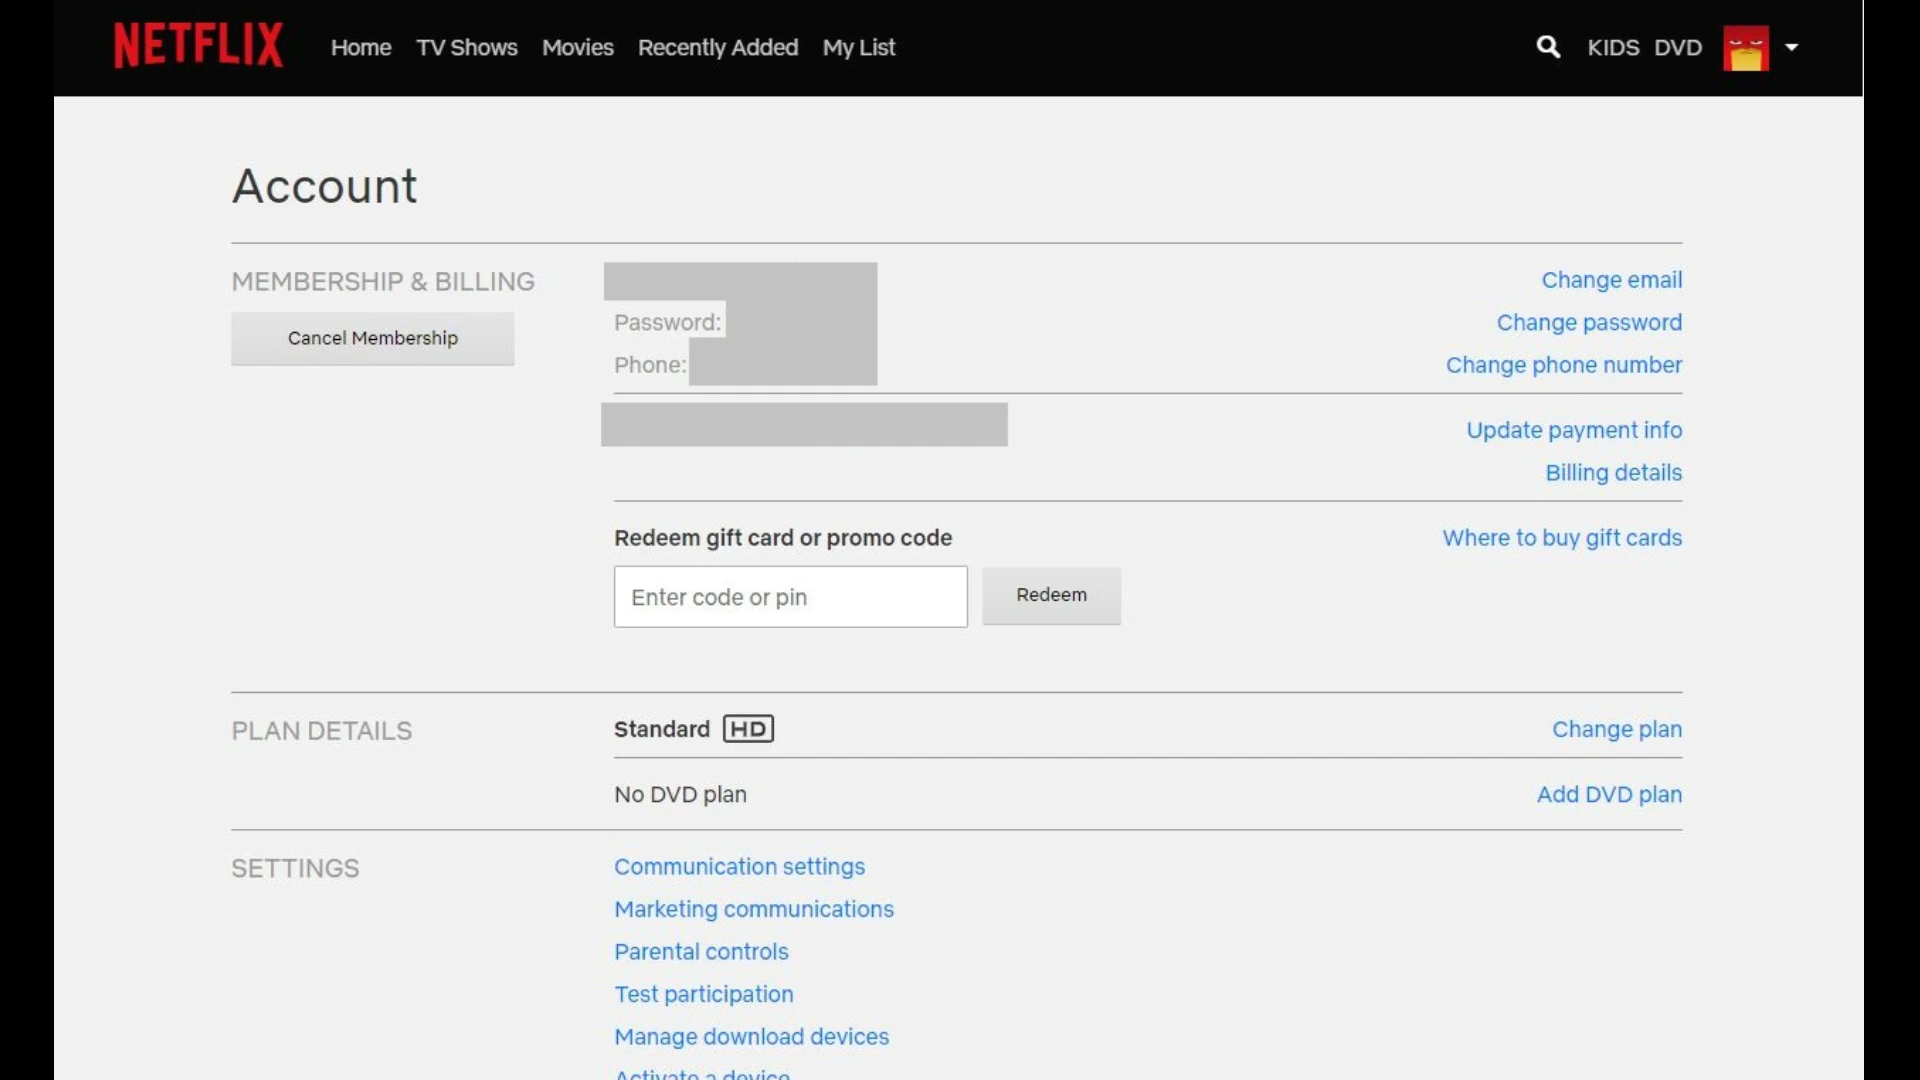 NETFLIX Home TV Shows Movies Recently Added My List KIDS DVD
Account
MEMBERSHIP & BILLING Change email
Cancel Membership Password: Change password
Phone: Change phone number
Update payment info
Billing details
Redeem gift card or promo code Where to buy gift cards
Enter code or pin Redeem
PLAN DETAILS Standard HD Change plan
No DVD plan Add DVD plan
SETTINGS Communication settings
Marketing communications
Parental controls
Test participation
Manage download devices
Activate a device